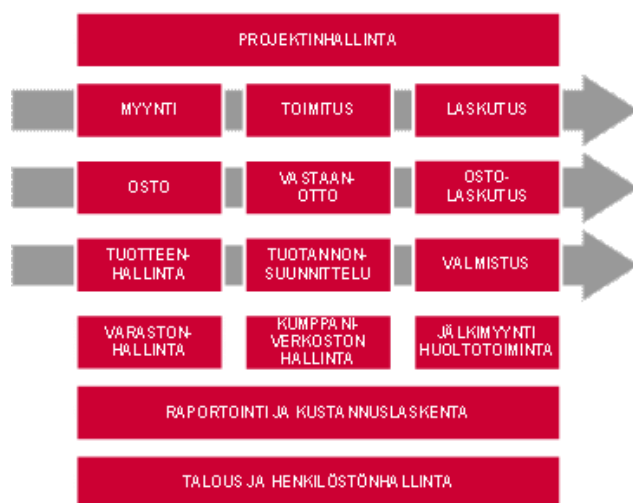 PROJEKTINHALLINTA
MYYNTI
TOIMITUS
LASKUTUS
OSTO
VASTAAN-
OTTO
OSTO-
LASKUTUS
TUOTTEEN-
HALLINTA
TUOTANNON-
SUUNNITTELU
VALMISTUS
VARASTON-
HALLINTA
KUMPPANI-
VERKOSTON
HALLINTA
JÄLKIMYYNTI
HUOLTOTOIMINTA
RAPORTOINTI JA KUSTANNUSLASKENTA
TALOUS JA HENKILÖSTÖNHALLINTA